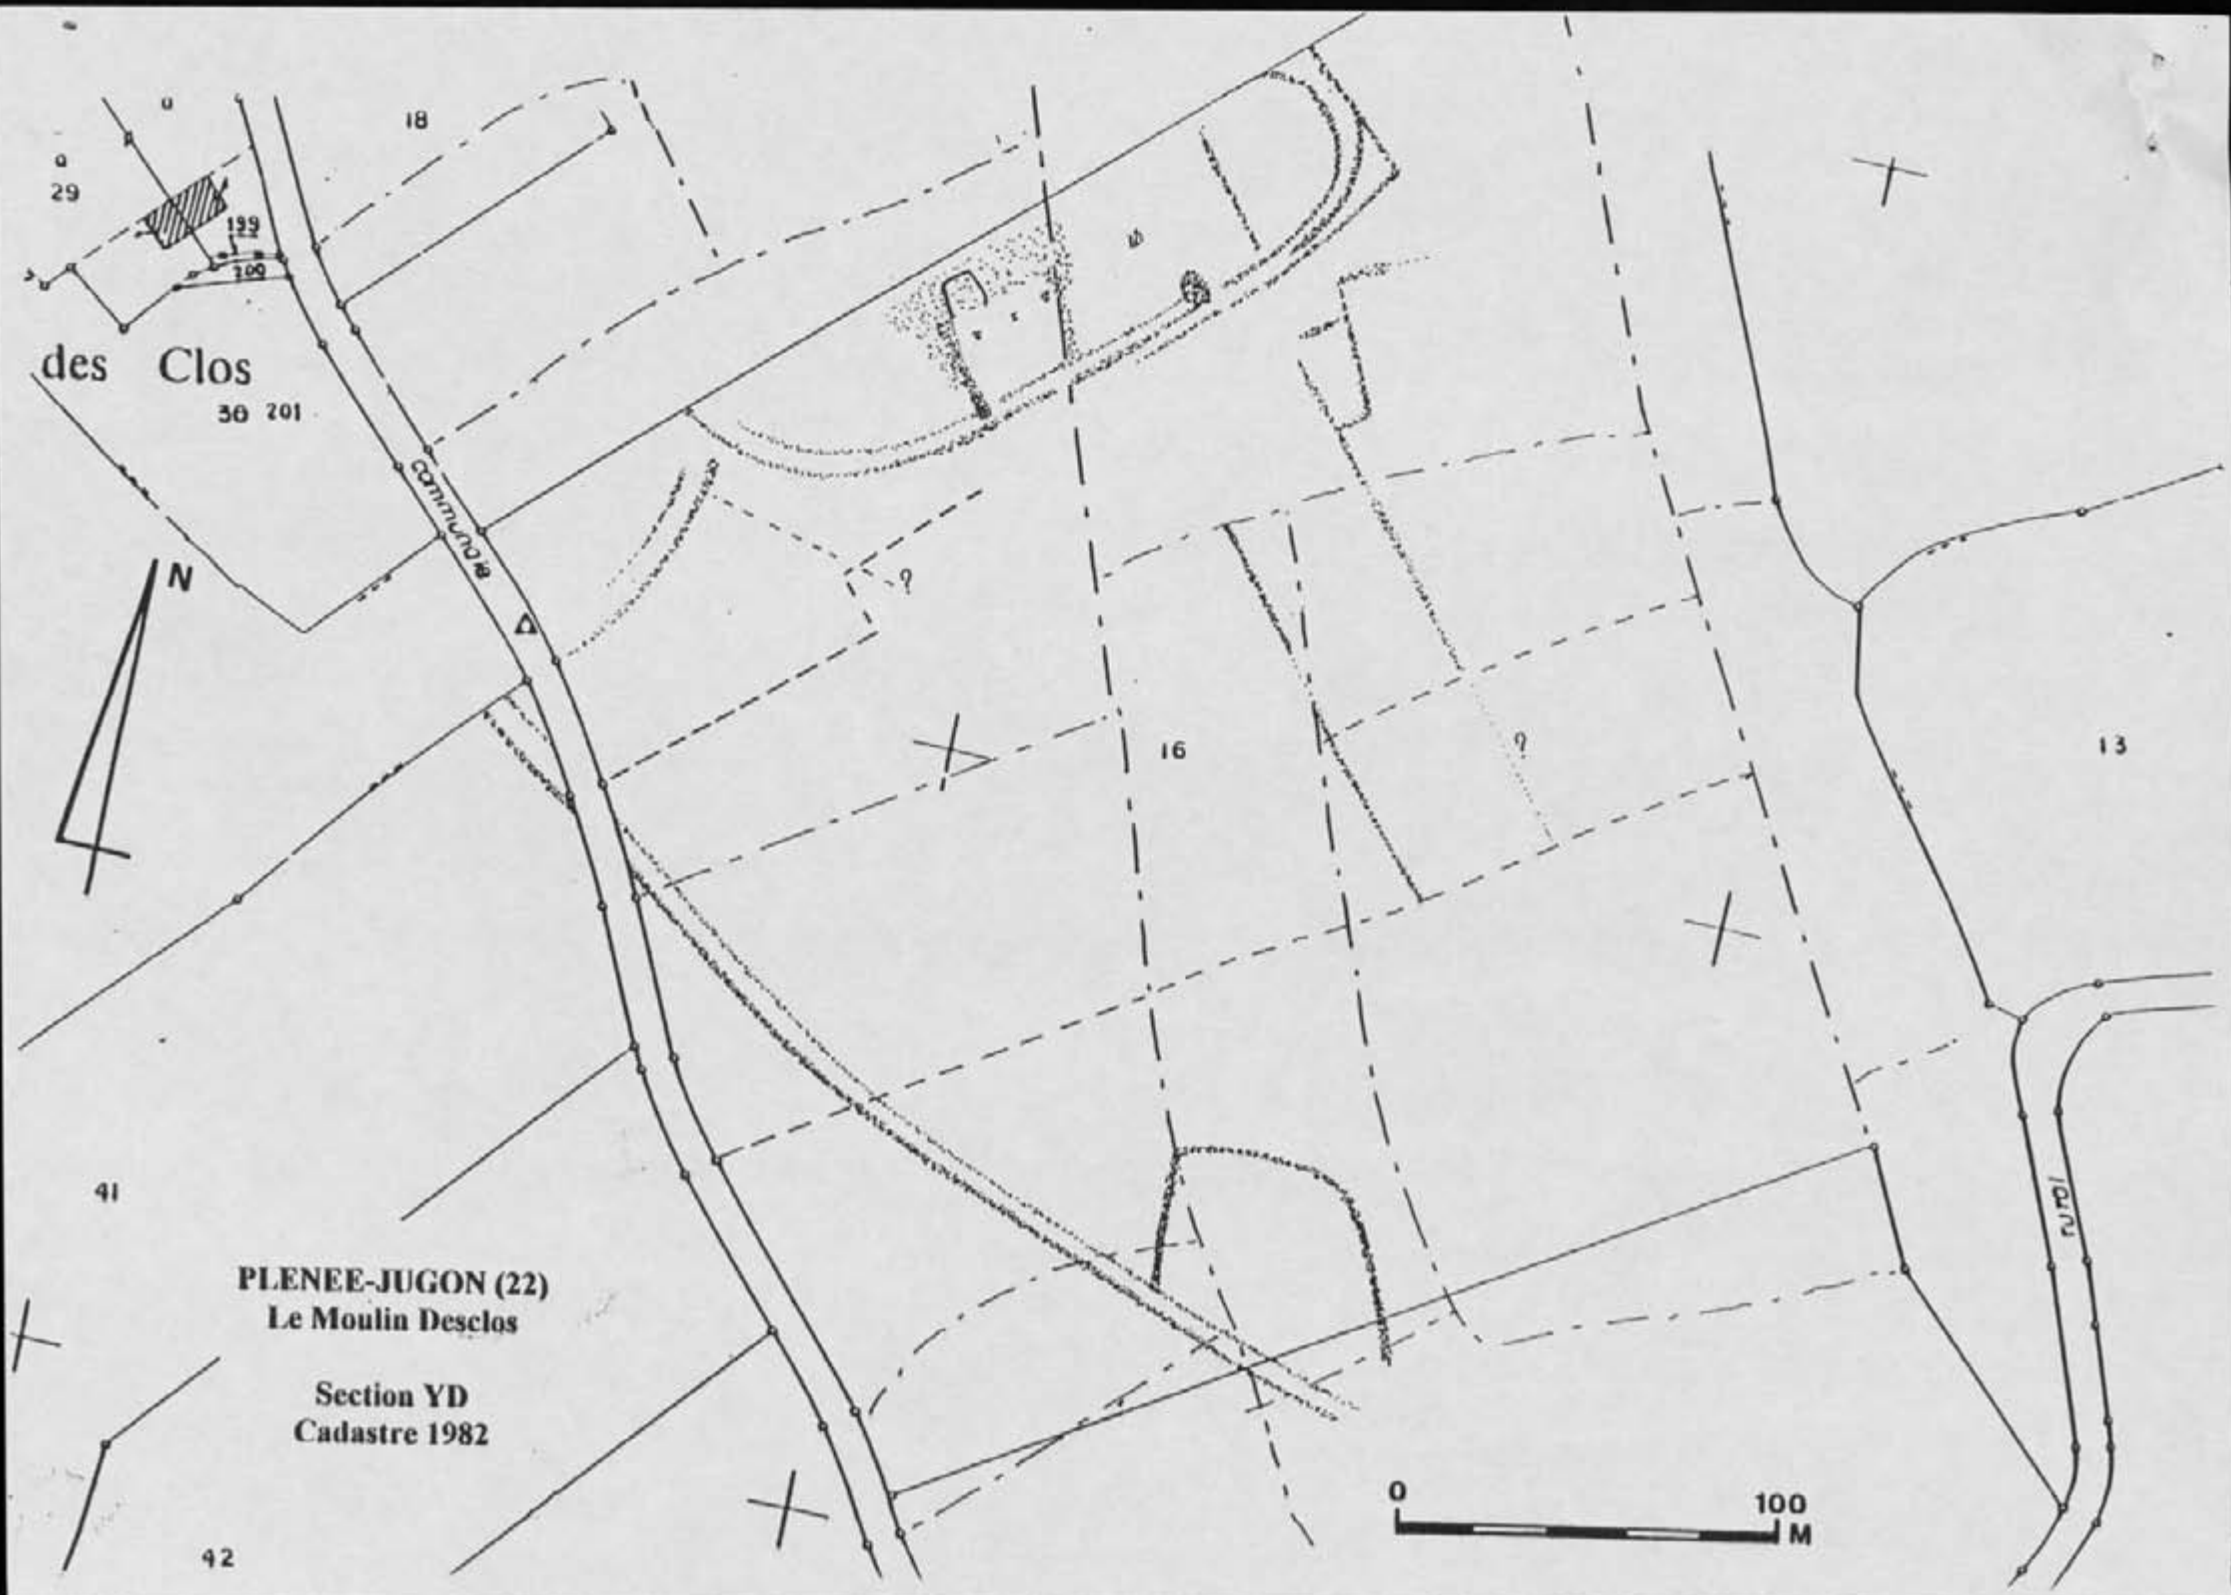 18
29
199
200
des Clos
30 201
communale
N
?
16
?
13
41
rural
PLENEE-JUGON (22)
Le Moulin Desclos
Section YD
Cadastre 1982
0 100
M
42